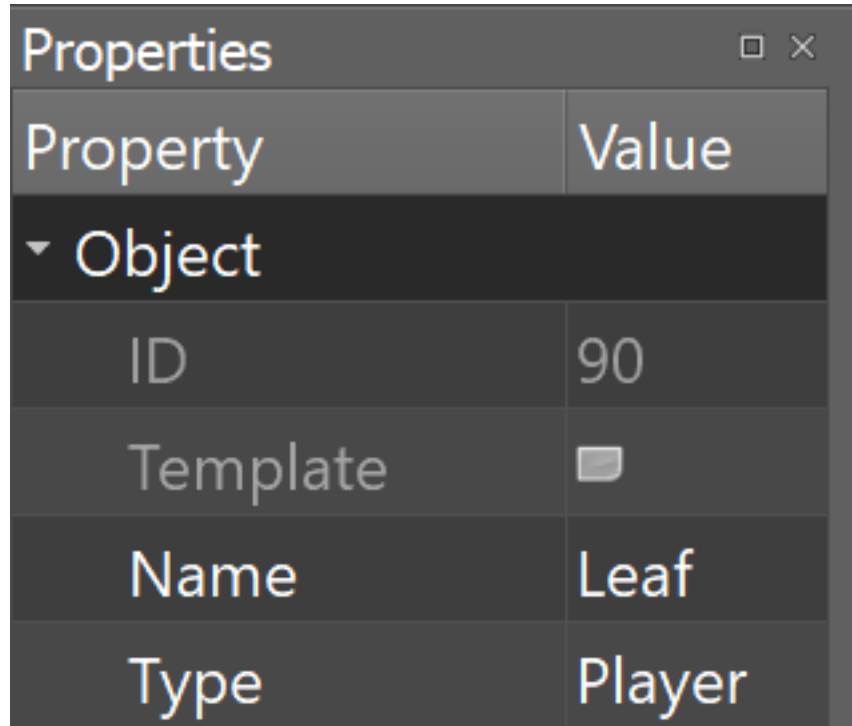 Properties
Property Value
Object
ID 90
Template
Name Leaf
Type Player